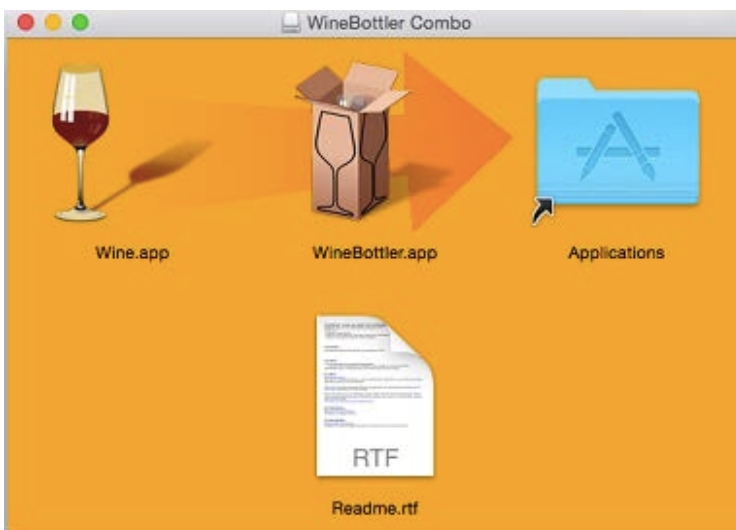 WineBottler Combo
Wine.app
WineBottler.app
Applications
RTF
Readme.rtf